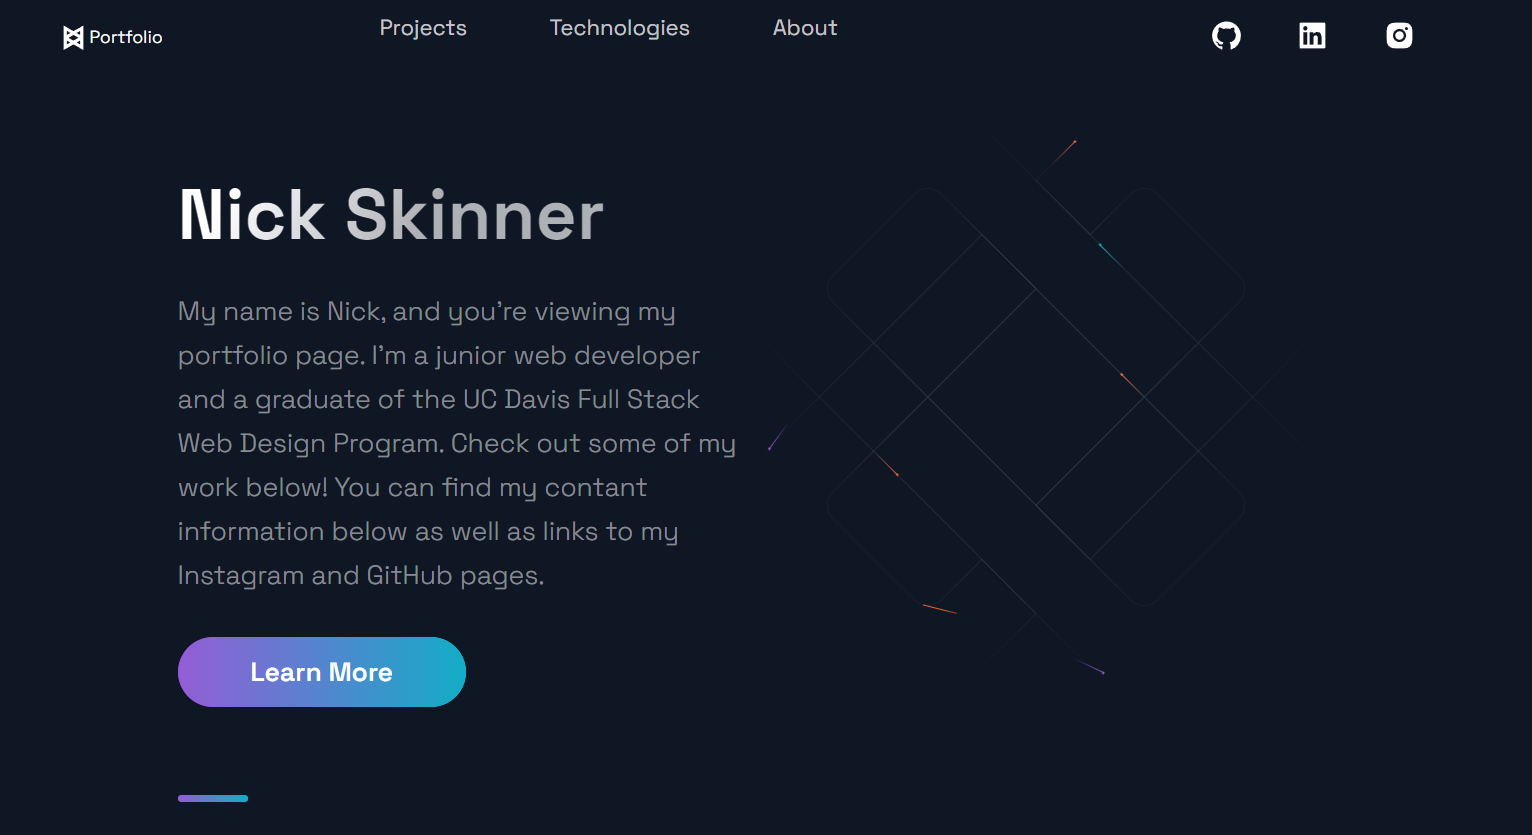 Portfolio
Projects
Technologies
About
in
Nick Skinner
My name is Nick, and you’re viewing my
portfolio page. I’m a junior web developer
and a graduate of the UC Davis Full Stack
Web Design Program. Check out some of my
work below! You can find my contant
information below as well as links to my
Instagram and GitHub pages.
Learn More